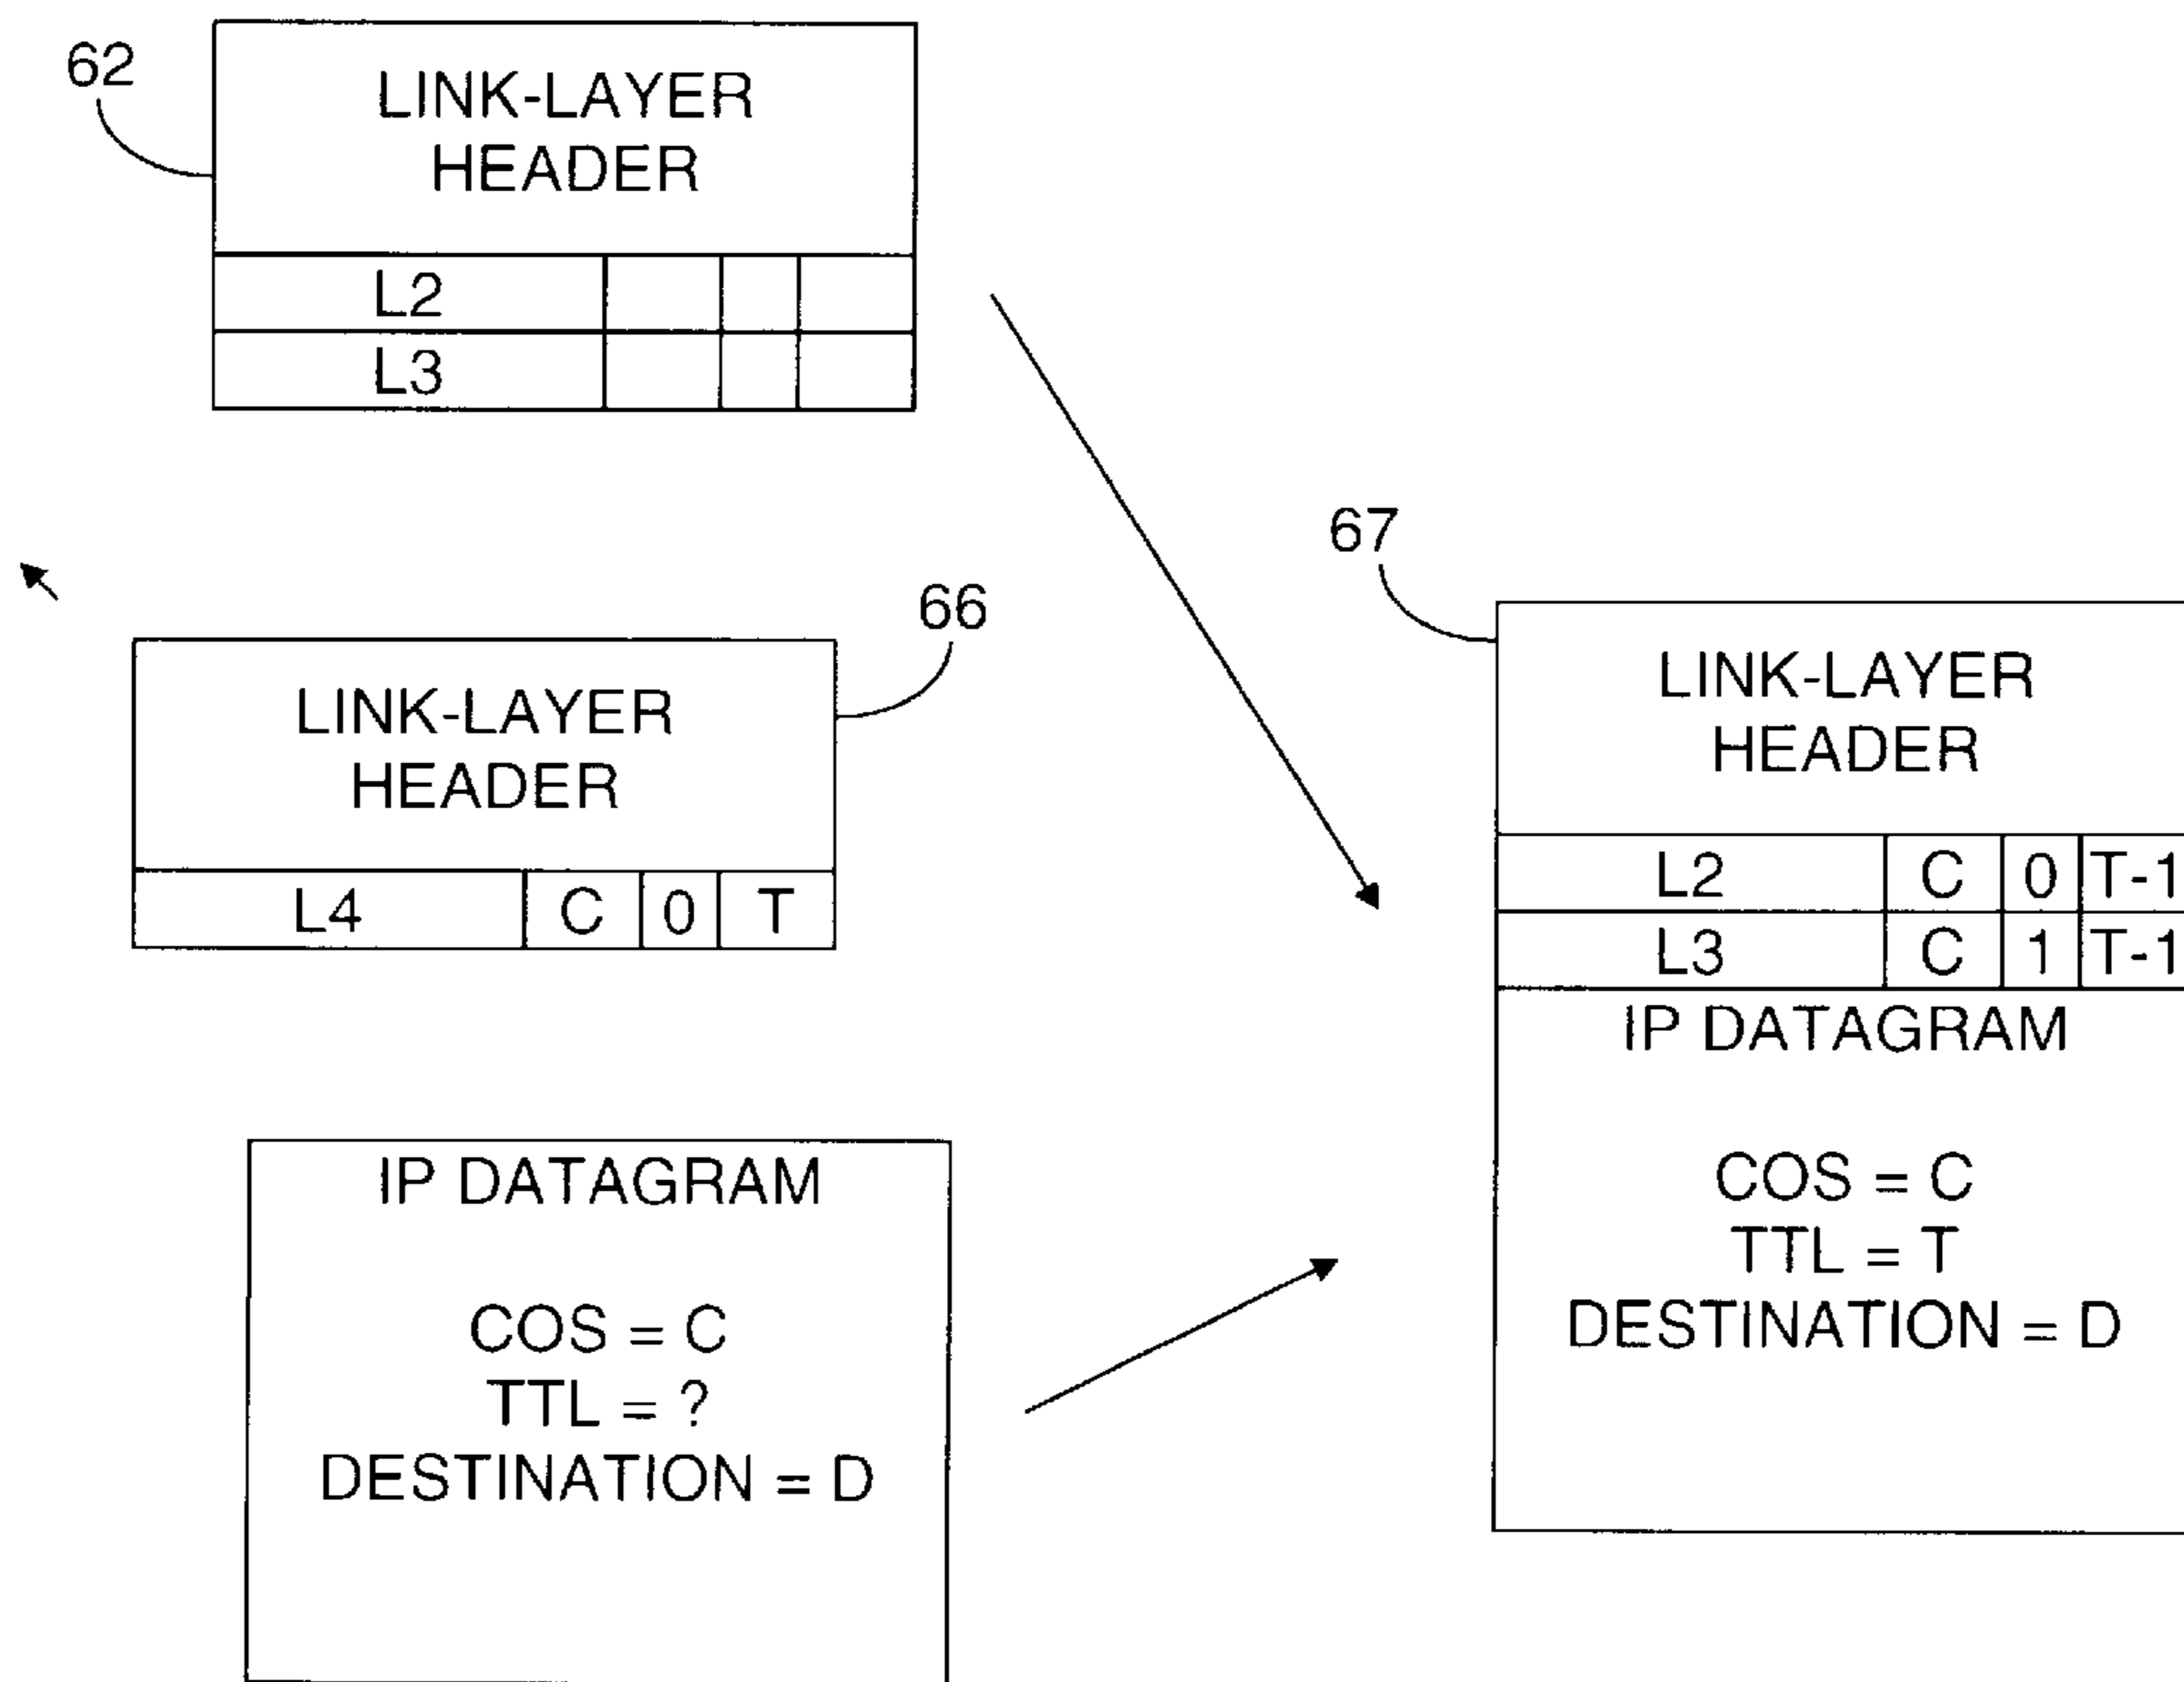 62
LINK-LAYER
HEADER
L2
L3
66
LINK-LAYER
HEADER
L4 C 0 T
IP DATAGRAM
COS = C
TTL = ?
DESTINATION = D
67
LINK-LAYER
HEADER
L2 C 0 T-1
L3 C 1 T-1
IP DATAGRAM
COS = C
TTL = T
DESTINATION = D